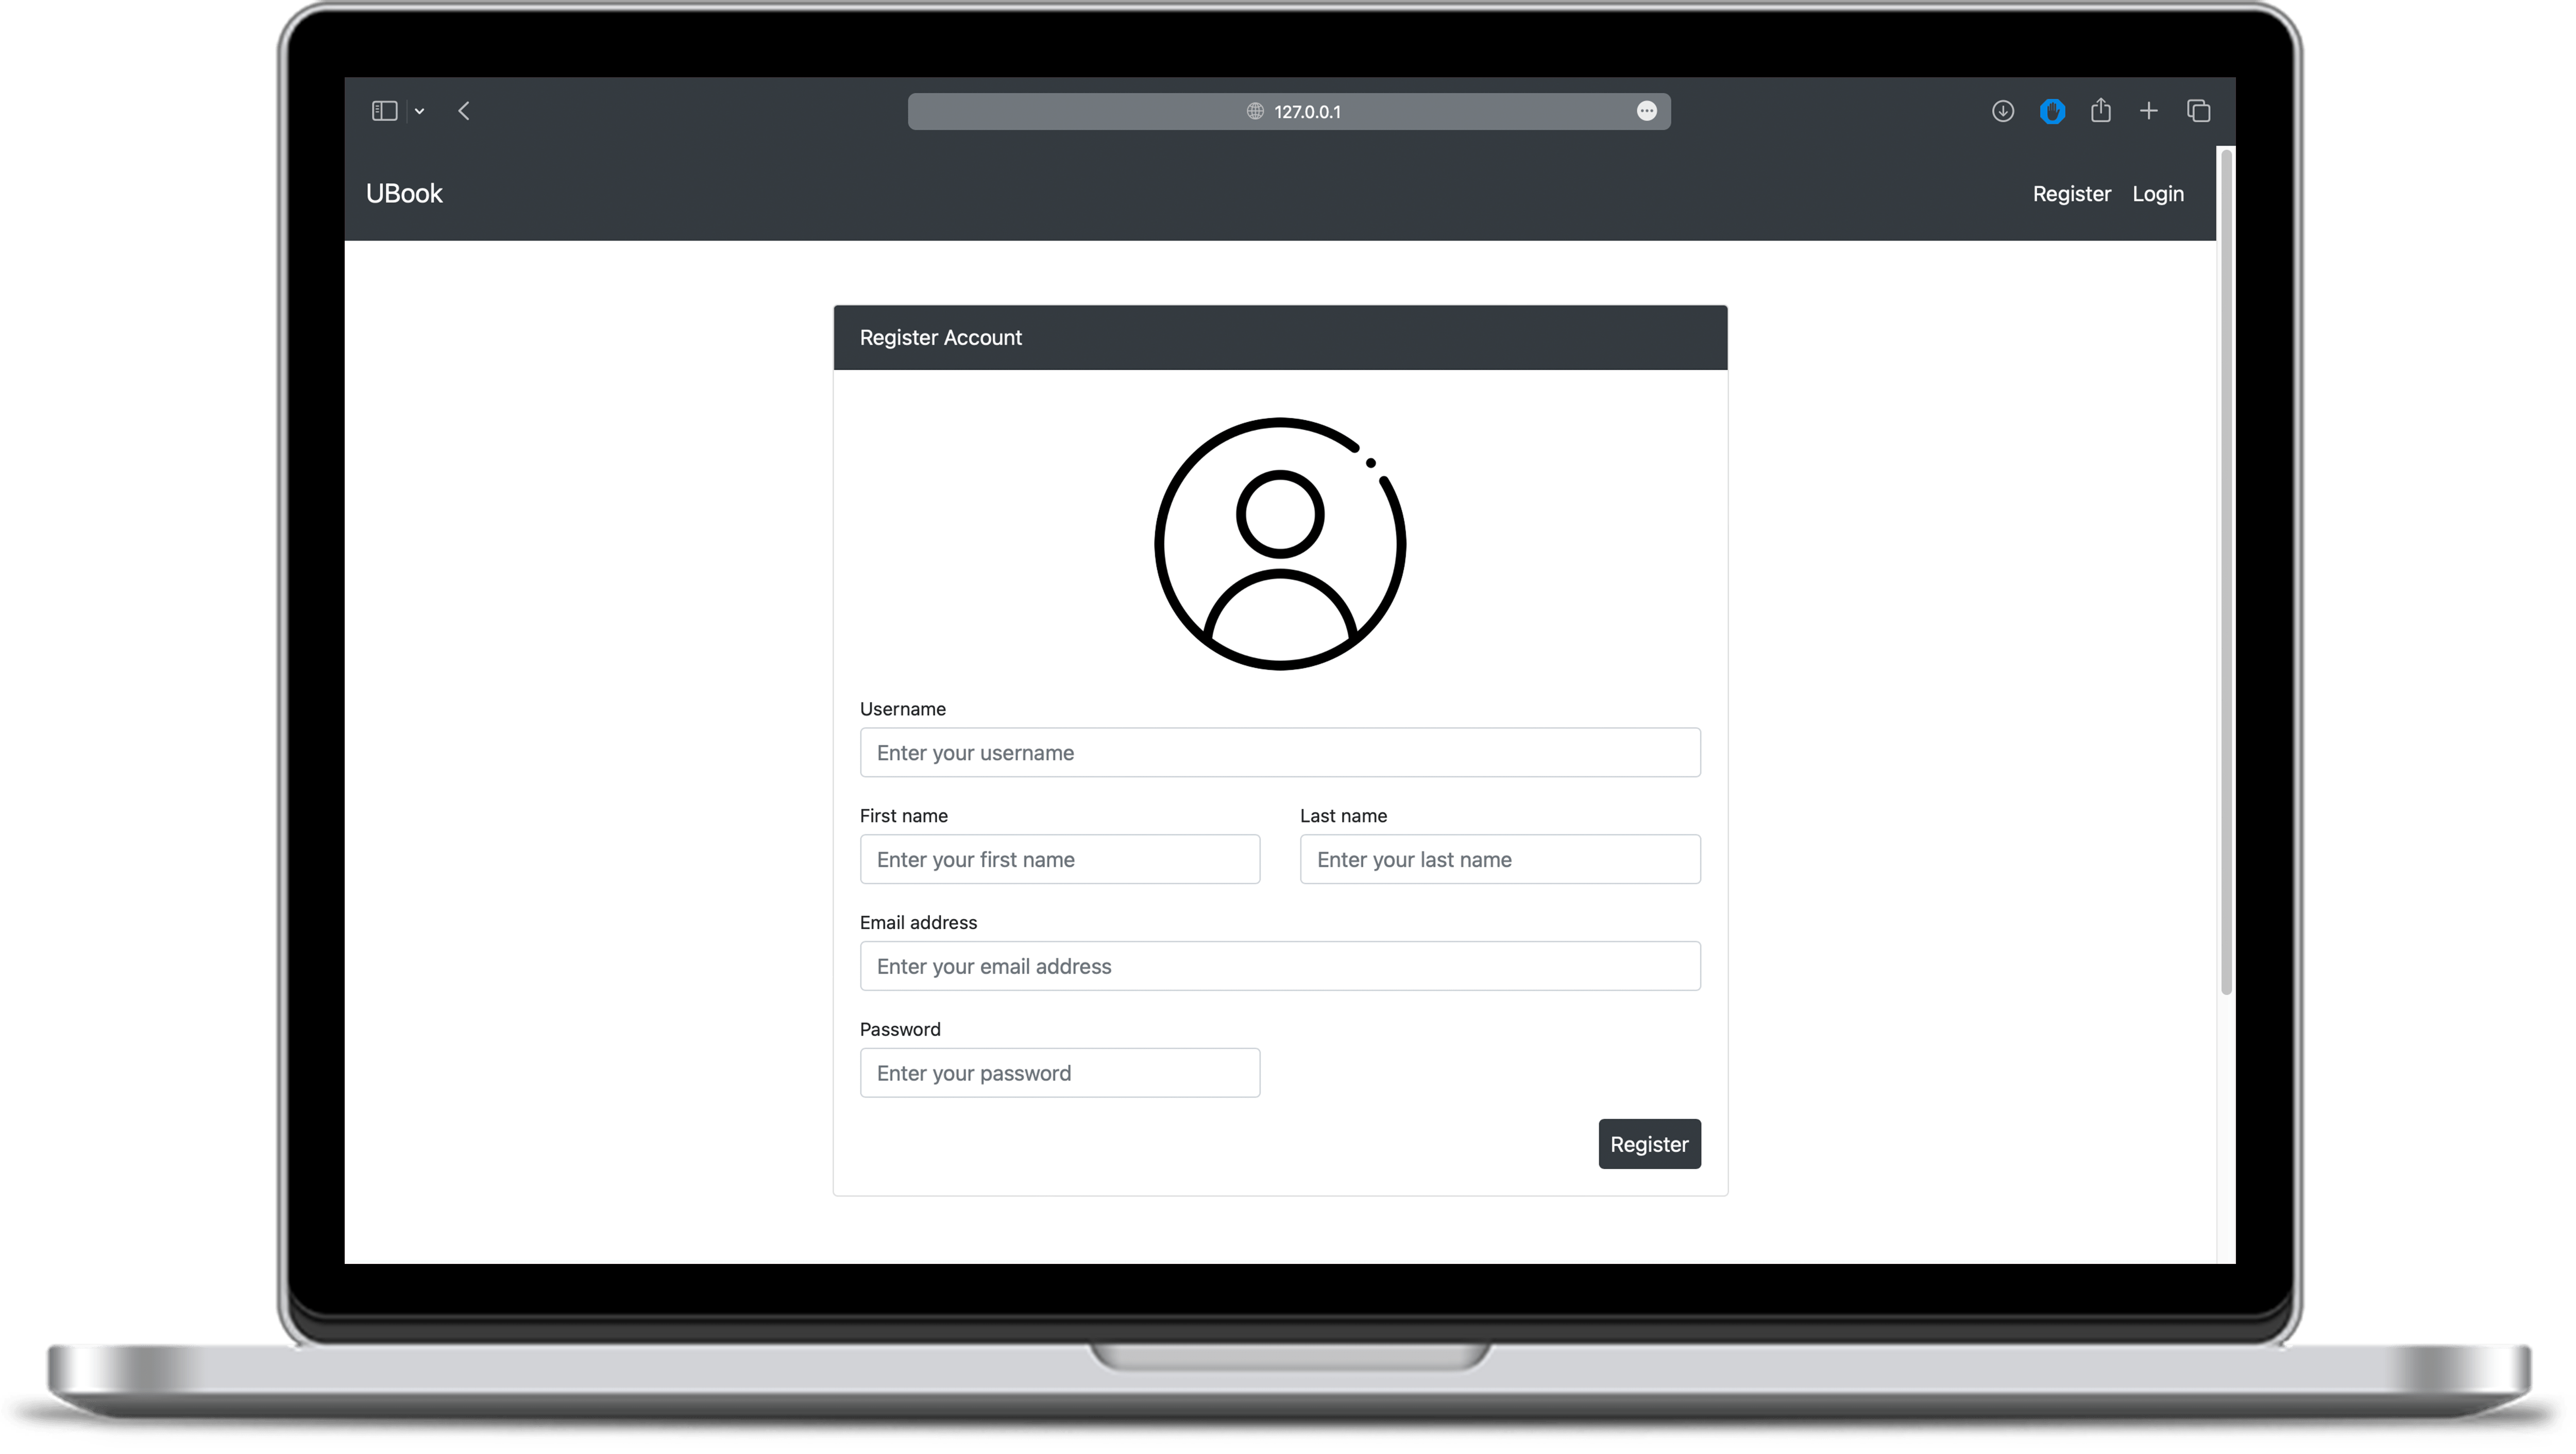 127.0.0.1
UBook
Register Login
Register Account
Username
Enter your username
First name Last name
Enter your first name Enter your last name
Email address
Enter your email address
Password
Enter your password
Register